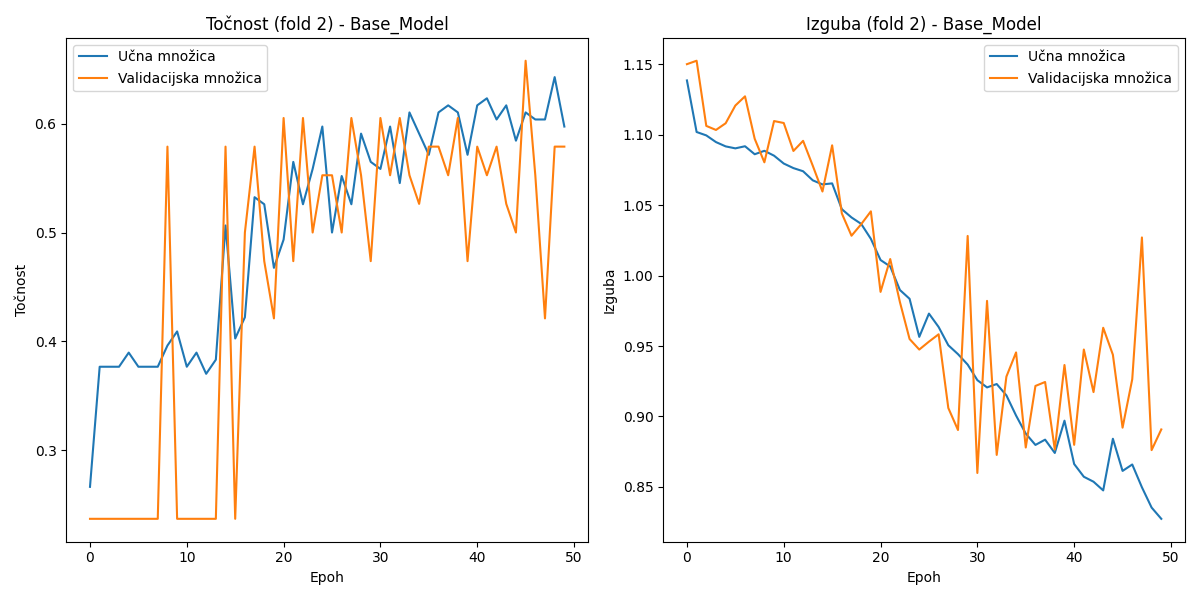 Točnost (fold 2) - Base_Model
Učna množica
Validacijska množica
0.6
0.5
0.4
0.3
Točnost
0
10
20
30
40
50
Epoh
Izguba (fold 2) - Base_Model
Učna množica
Validacijska množica
1.15
1.10
1.05
1.00
0.95
0.90
0.85
Izguba
0
10
20
30
40
50
Epoh